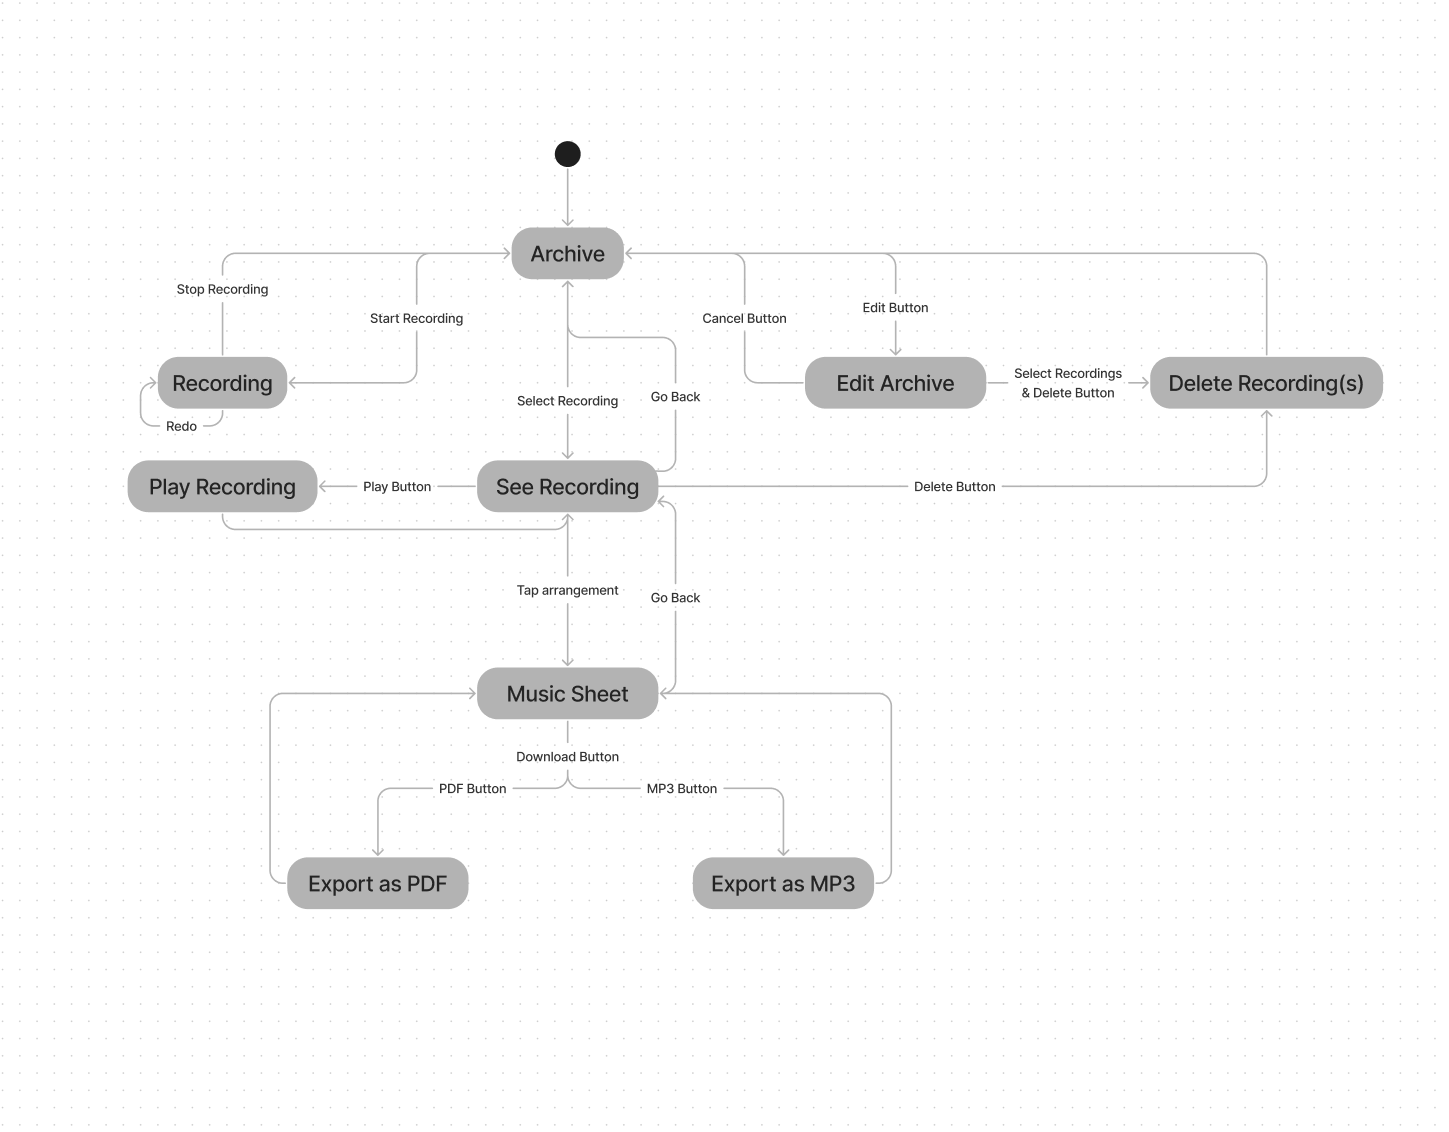 Archive
Stop Recording
Edit Button
Start Recording
Cancel Button
Recording
Edit Archive
Select Recordings
& Delete Button
Delete Recording(s)
Select Recording
Go Back
Redo
Play Recording
Play Button
See Recording
Delete Button
Tap arrangement
Go Back
Music Sheet
Download Button
PDF Button
MP3 Button
Export as PDF
Export as MP3